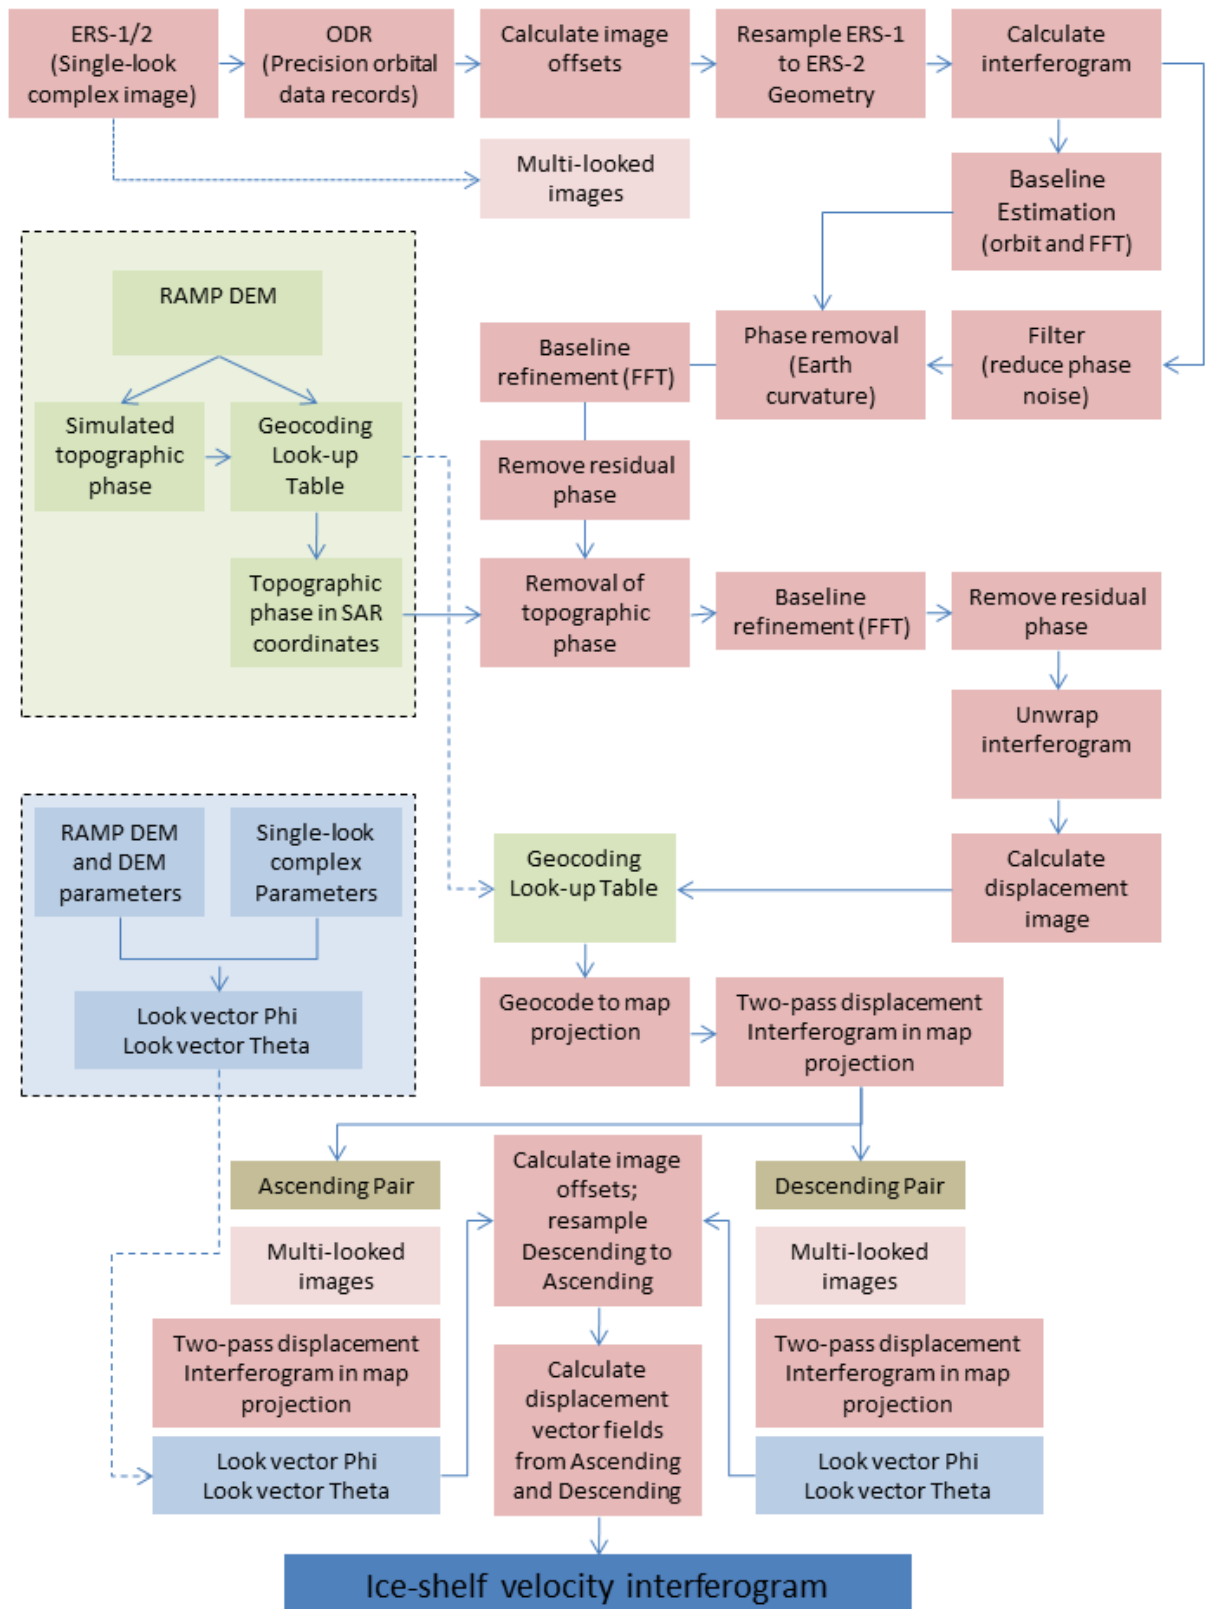 ERS-1/2
(Single-look
complex image)
ODR
(Precision orbital
data records)
Calculate image
offsets
Resample ERS-1
to ERS-2
Geometry
Calculate
interferogram
Multi-looked
images
Baseline
Estimation
(orbit and FFT)
RAMP DEM
Baseline
refinement (FFT)
Phase removal
(Earth
curvature)
Filter
(reduce phase
noise)
Simulated
topographic
phase
Geocoding
Look-up
Table
Remove residual
phase
Topographic
phase in SAR
coordinates
Removal of
topographic
phase
Baseline
refinement (FFT)
Remove residual
phase
Unwrap
interferogram
RAMP DEM
and DEM
parameters
Single-look
complex
Parameters
Geocoding
Look-up Table
Calculate
displacement
image
Look vector Phi
Look vector Theta
Geocode to map
projection
Two-pass displacement
Interferogram in map
projection
Ascending Pair
Calculate image
offsets;
resample
Descending to
Ascending
Descending Pair
Multi-looked
images
Multi-looked
images
Two-pass displacement
Interferogram in map
projection
Calculate
displacement
vector fields
from Ascending
and Descending
Two-pass displacement
Interferogram in map
projection
Look vector Phi
Look vector Theta
Look vector Phi
Look vector Theta
Ice-shelf velocity interferogram